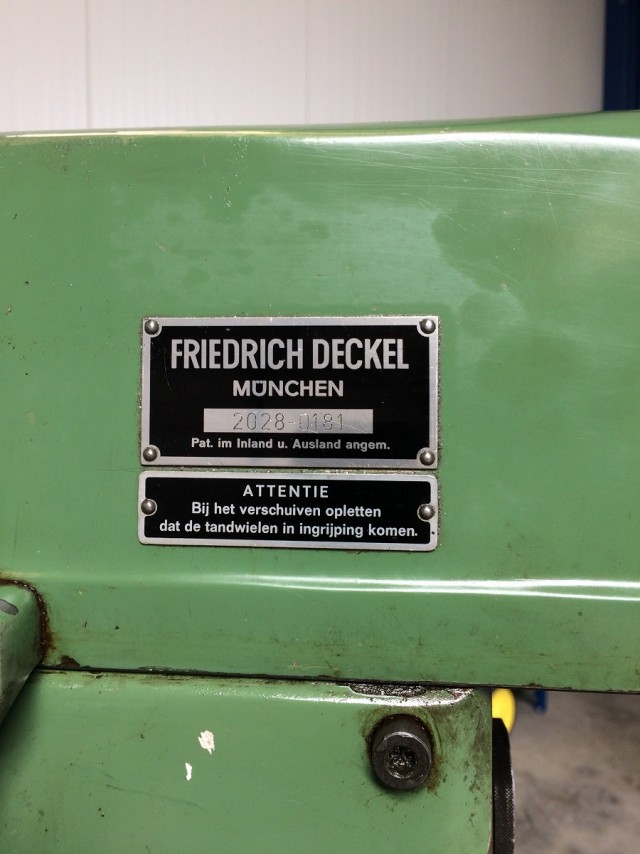 FRIEDRICH DECKEL
MÜNCHEN
2028-0181
Pat. im Inland u. Ausland angem.
ATTENTIE
Bij het verschuiven opletten
dat de tandwielen in ingrijping komen.